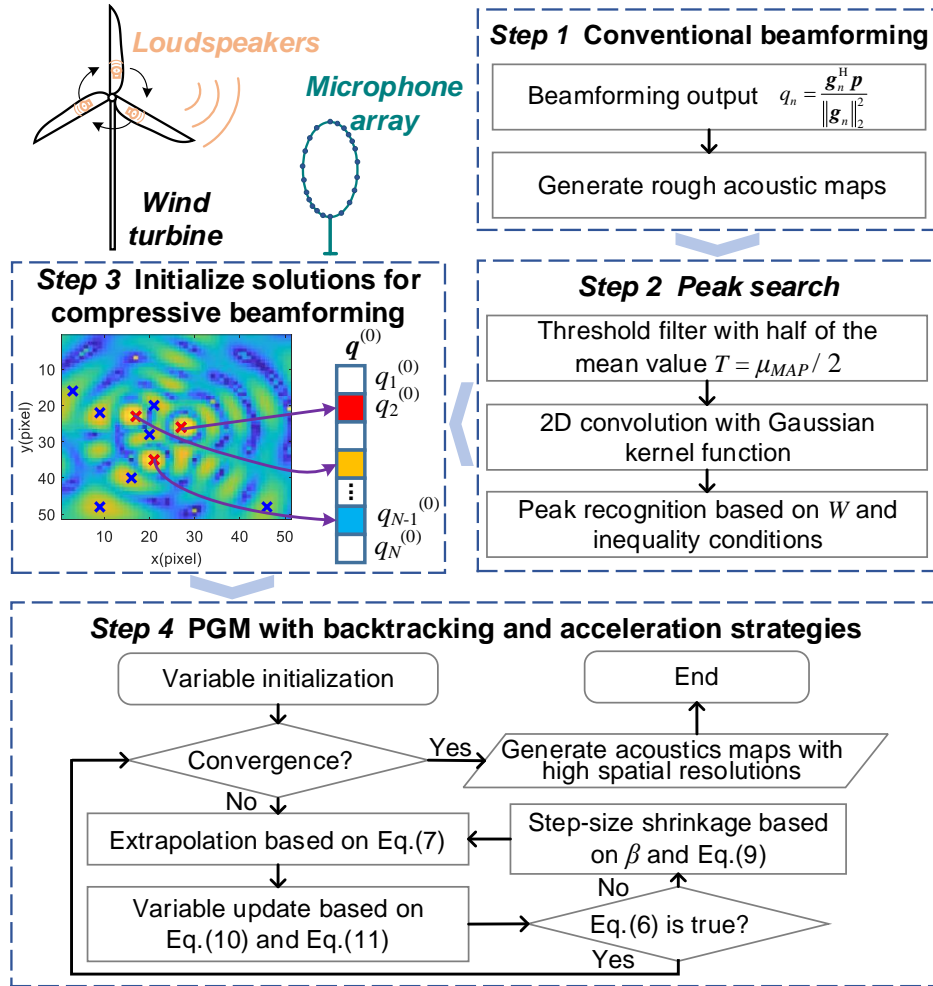 Loudspeakers
Microphone
array
Wind
turbine
Step 1 Conventional beamforming
Beamforming output q_n = g_n^H p / ||g_n||_2^2
Generate rough acoustic maps
Step 2 Peak search
Threshold filter with half of the
mean value T = μ_MAP / 2
2D convolution with Gaussian
kernel function
Peak recognition based on W and
inequality conditions
Step 3 Initialize solutions for
compressive beamforming
q^(0)
q_1^(0)
q_2^(0)
⋮
q_{N-1}^(0)
q_N^(0)
y(pixel)
10
20
30
40
50
10 20 30 40 50
x(pixel)
Step 4 PGM with backtracking and acceleration strategies
Variable initialization
End
Convergence?
Yes
Generate acoustics maps with
high spatial resolutions
No
Extrapolation based on Eq.(7)
Step-size shrinkage based
on β and Eq.(9)
No
Variable update based on
Eq.(10) and Eq.(11)
Eq.(6) is true?
Yes